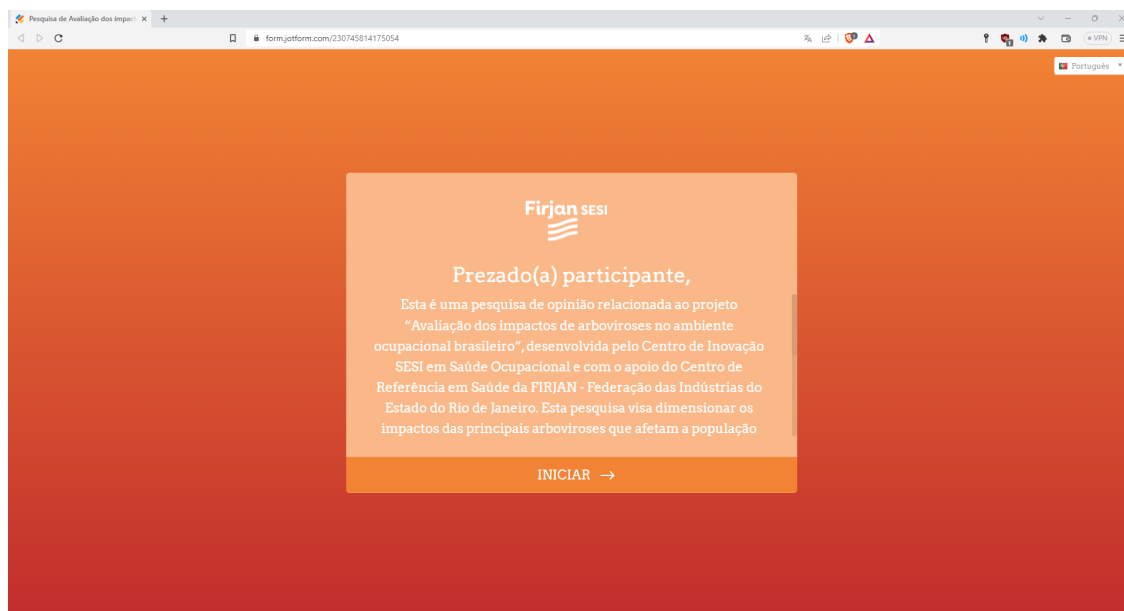 Pesquisa de Avaliação dos impac
form.jotform.com/230745814175054
VPN
Português
Firjan SESI
Prezado(a) participante,
Esta é uma pesquisa de opinião relacionada ao projeto
“Avaliação dos impactos de arboviroses no ambiente
ocupacional brasileiro”, desenvolvida pelo Centro de Inovação
SESI em Saúde Ocupacional e com o apoio do Centro de
Referência em Saúde da FIRJAN - Federação das Indústrias do
Estado do Rio de Janeiro. Esta pesquisa visa dimensionar os
impactos das principais arboviroses que afetam a população
INICIAR →